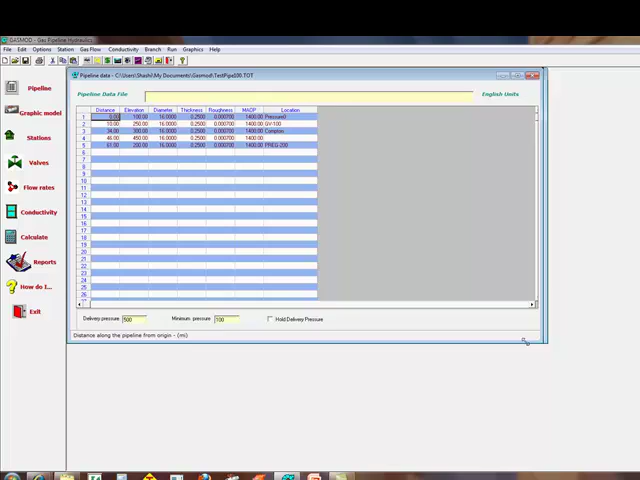 GASMOD - Gas Pipeline Hydraulics
File Edit Options Station Gas Flow Conductivity Branch Run Graphics Help
Pipeline data - C:\Users\Shashi\My Documents\Gasmod\TestPipe100.TOT
Pipeline Data File English Units
Distance Elevation Diameter Thickness Roughness MAOP Location
1 0.00 100.00 16.0000 0.2500 0.000700 1400.00
2 10.00 250.00 16.0000 0.2500 0.000700 1400.00 GV-100
3 34.00 300.00 16.0000 0.2500 0.000700 1400.00 Compton
4 46.00 450.00 16.0000 0.2500 0.000700 1400.00
5 61.00 200.00 16.0000 0.2500 0.000700 1400.00 PREG-200
6
7
8
9
10
11
12
13
14
15
16
17
18
19
20
21
22
23
24
25
26
Delivery pressure 500 Minimum pressure 100 Hold Delivery Pressure
Distance along the pipeline from origin - (mi)
Pipeline
Graphic model
Stations
Valves
Flow rates
Conductivity
Calculate
Reports
How do I...
Exit